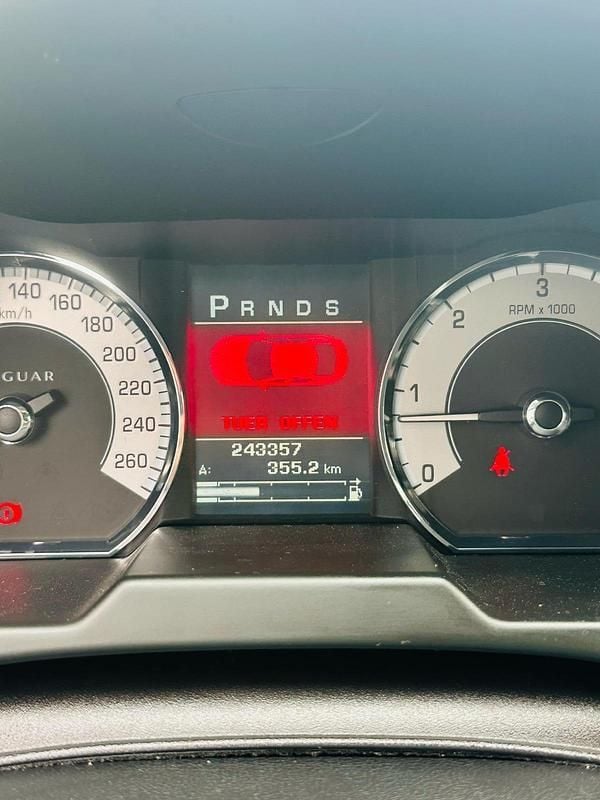 140
160
180
200
220
240
260
km/h
GUAR
P R N D S
TUER OFFEN
243357
A: 355.2 km
3
2
1
0
RPM x 1000